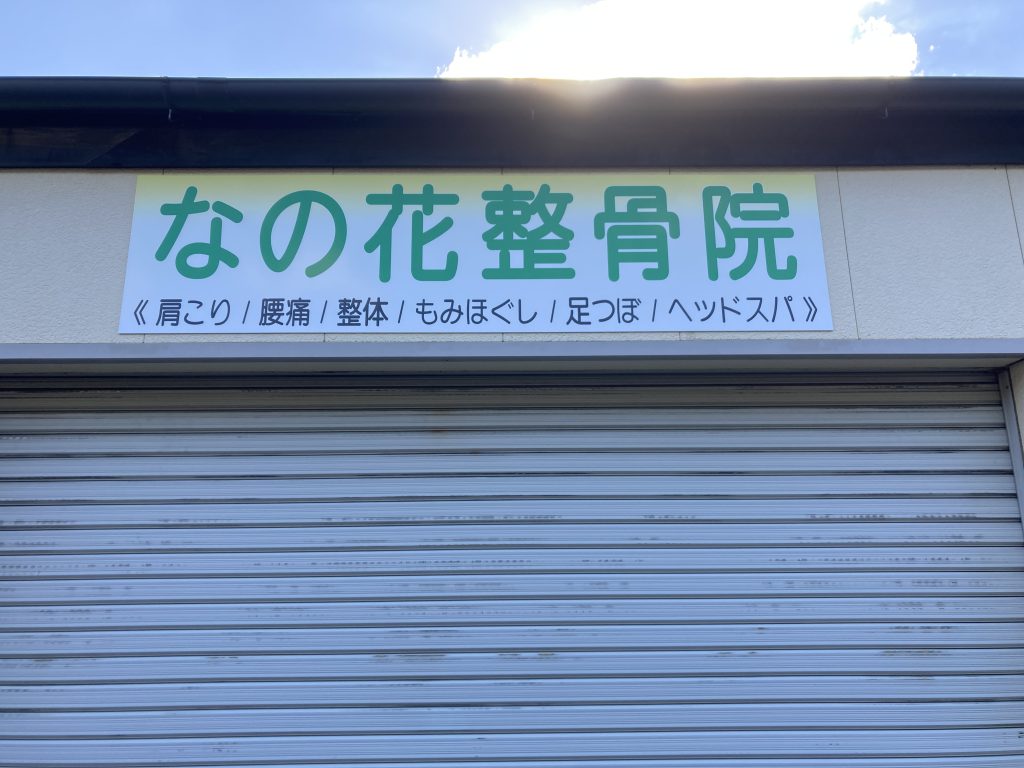 なの花整骨院
《 肩こり / 腰痛 / 整体 / もみほぐし / 足つぼ / ヘッドスパ 》